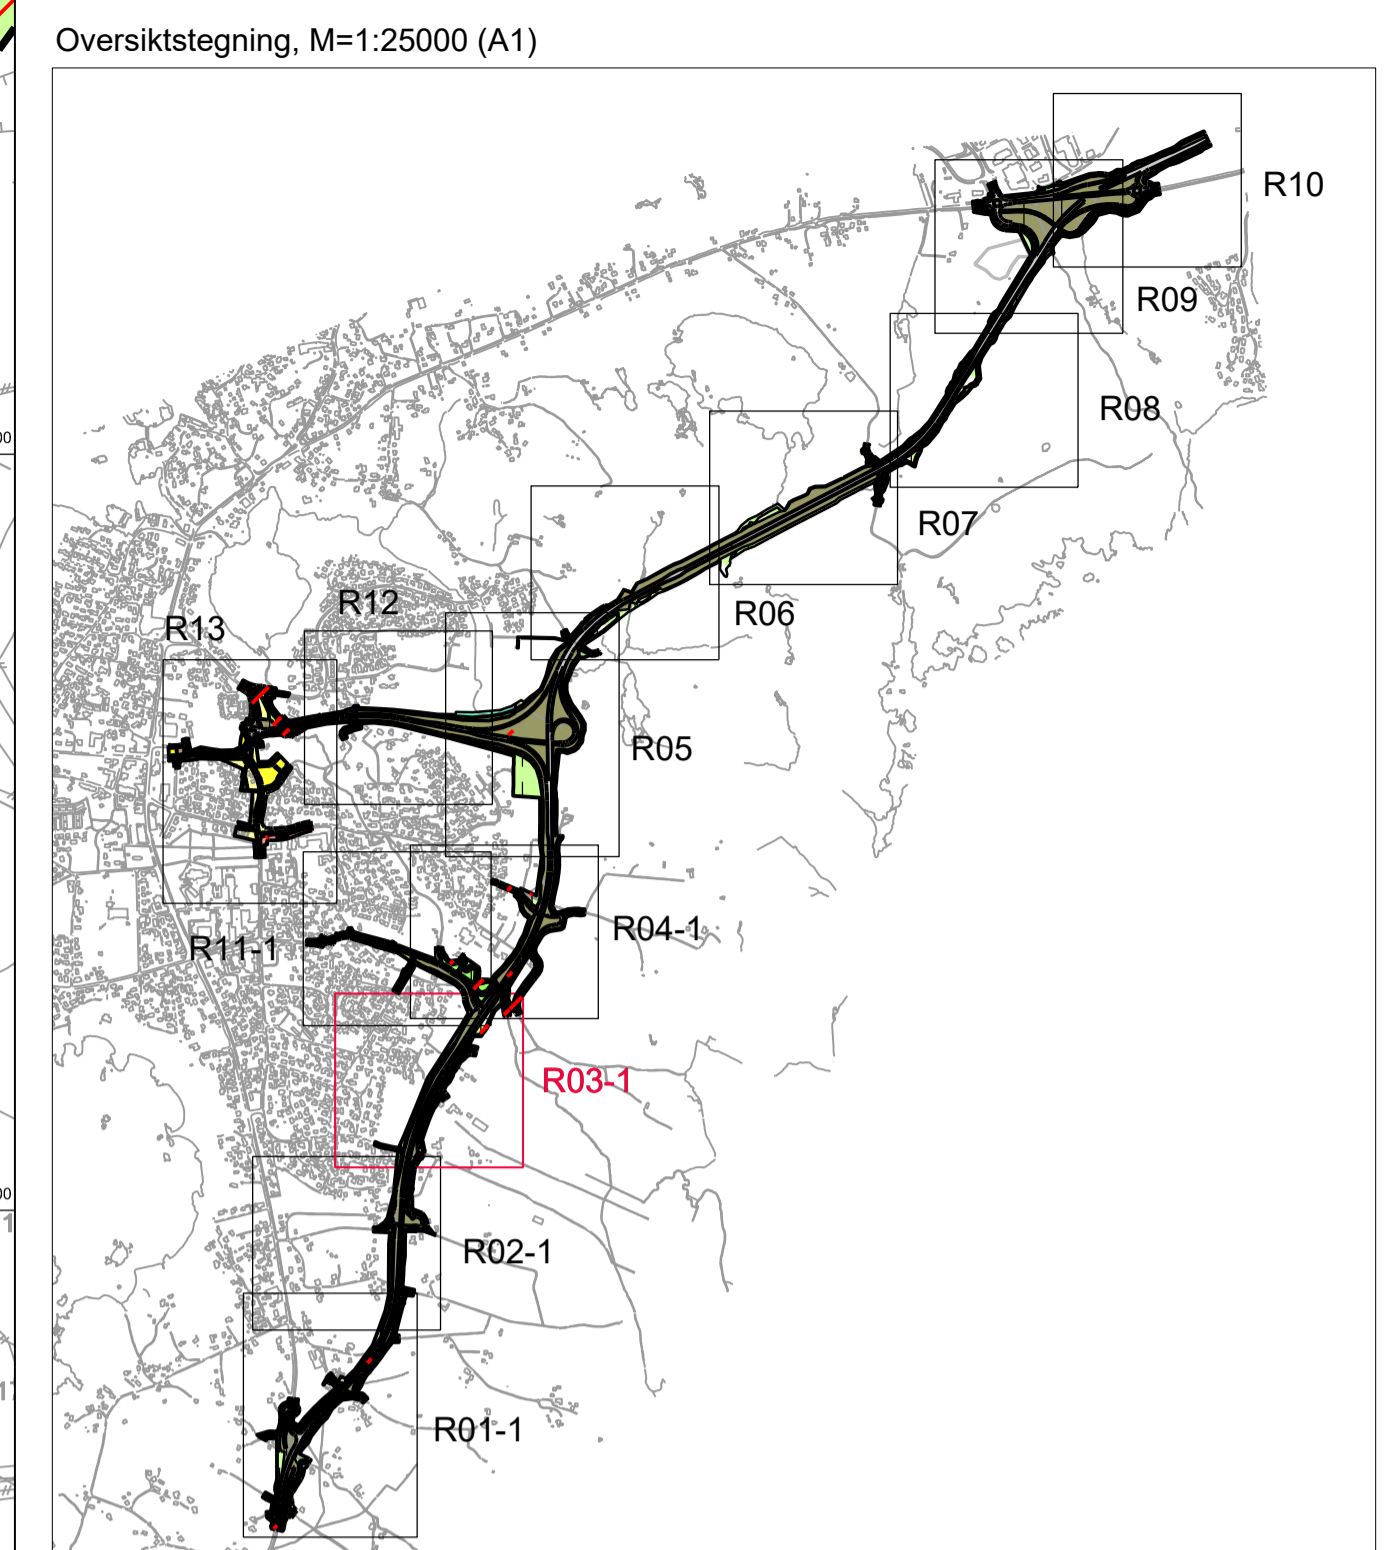 Oversiktstegning, M=1:25000 (A1)
R10
R09
R08
R07
R06
R12
R13
R05
R04-1
R11-1
R03-1
R02-1
R01-1